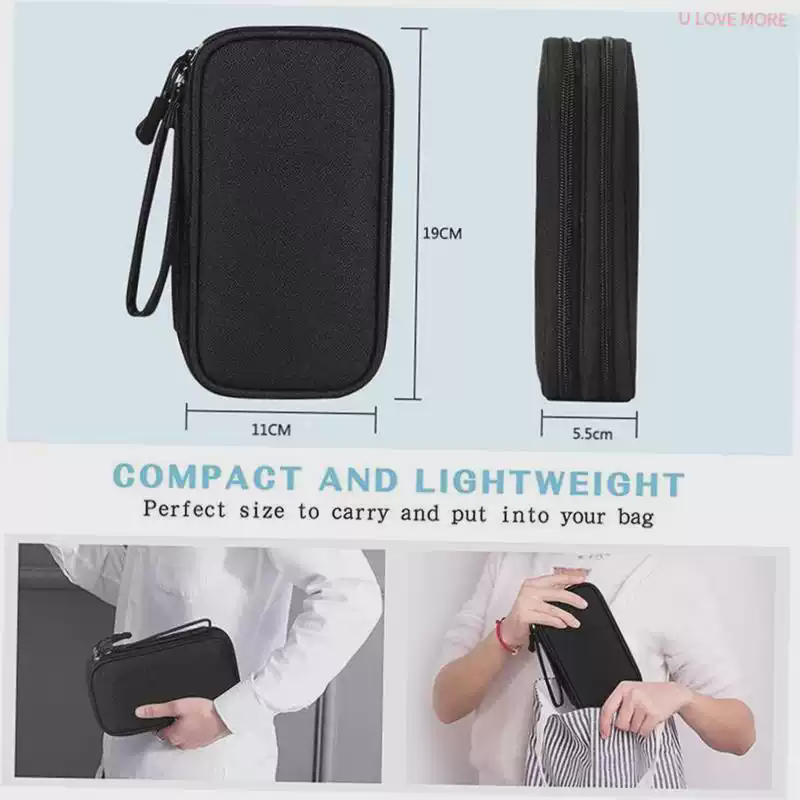 U LOVE MORE
19CM
11CM
5.5cm
COMPACT AND LIGHTWEIGHT
Perfect size to carry and put into your bag